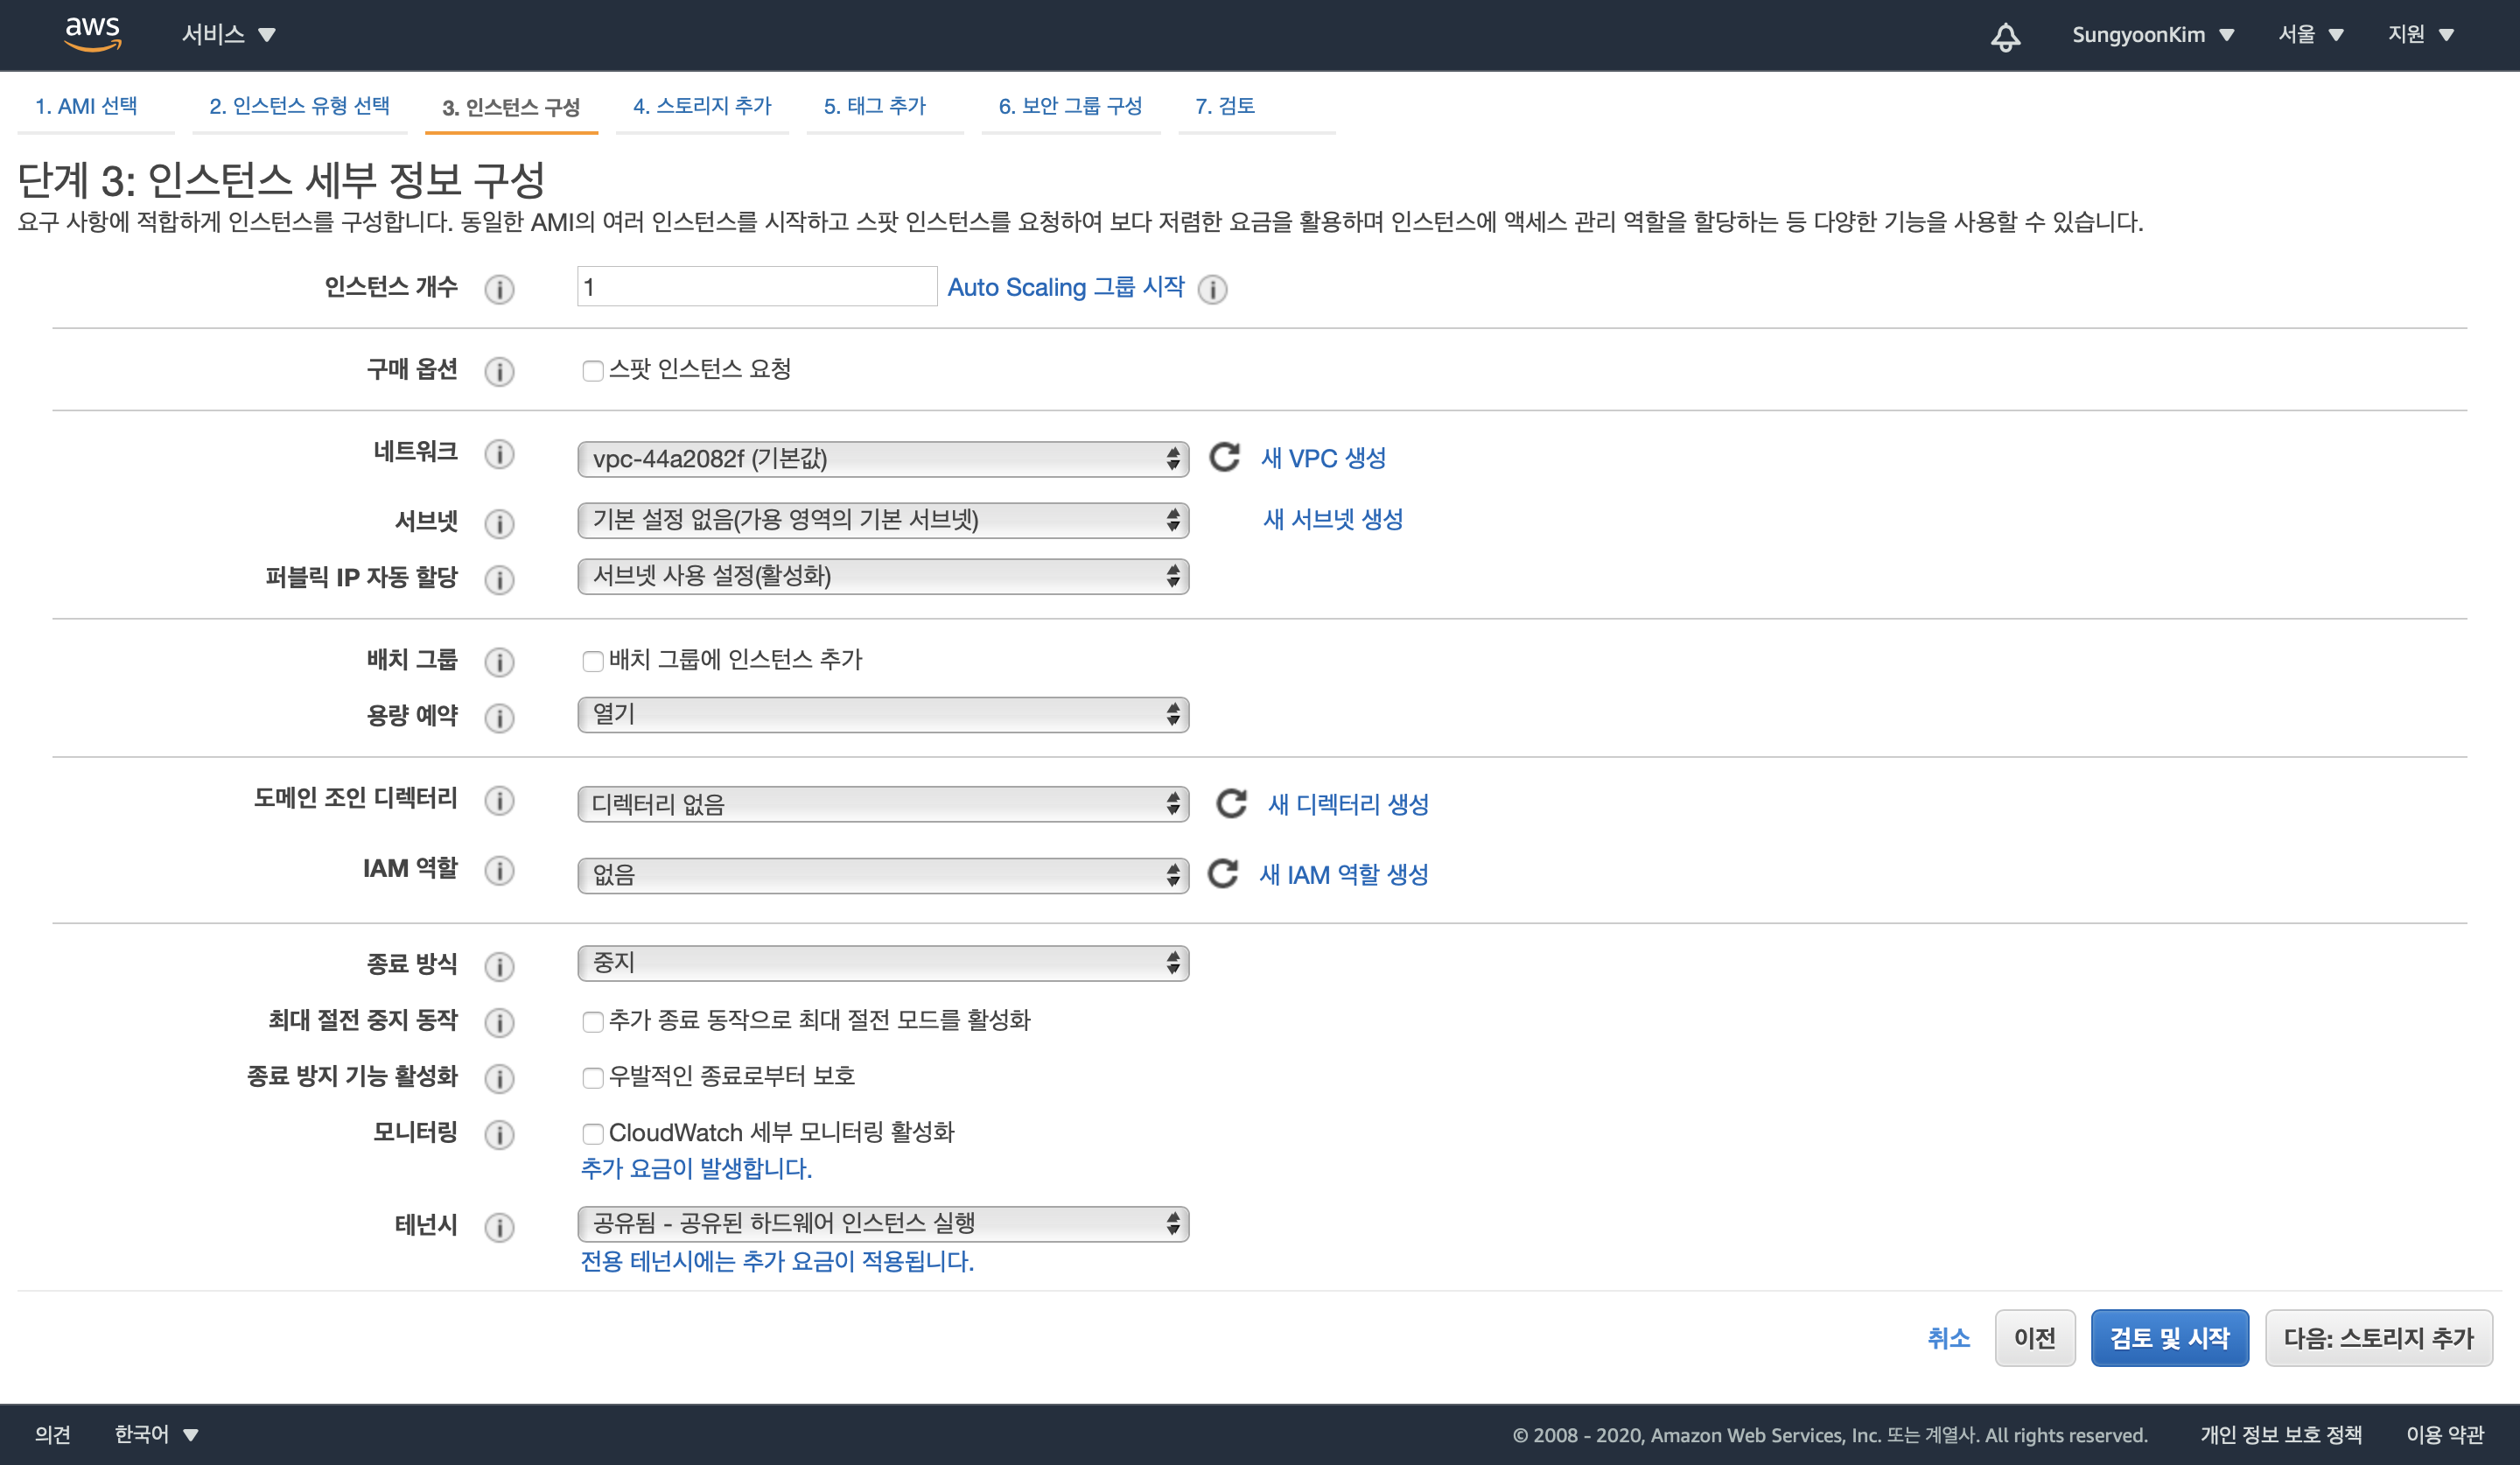 aws 서비스 SungyoonKim 서울 지원
1. AMI 선택 2. 인스턴스 유형 선택 3. 인스턴스 구성 4. 스토리지 추가 5. 태그 추가 6. 보안 그룹 구성 7. 검토
단계 3: 인스턴스 세부 정보 구성
요구 사항에 적합하게 인스턴스를 구성합니다. 동일한 AMI의 여러 인스턴스를 시작하고 스팟 인스턴스를 요청하여 보다 저렴한 요금을 활용하며 인스턴스에 액세스 관리 역할을 할당하는 등 다양한 기능을 사용할 수 있습니다.
인스턴스 개수 1 Auto Scaling 그룹 시작
구매 옵션 스팟 인스턴스 요청
네트워크 vpc-44a2082f (기본값) 새 VPC 생성
서브넷 기본 설정 없음(가용 영역의 기본 서브넷) 새 서브넷 생성
퍼블릭 IP 자동 할당 서브넷 사용 설정(활성화)
배치 그룹 배치 그룹에 인스턴스 추가
용량 예약 열기
도메인 조인 디렉터리 디렉터리 없음 새 디렉터리 생성
IAM 역할 없음 새 IAM 역할 생성
종료 방식 중지
최대 절전 중지 동작 추가 종료 동작으로 최대 절전 모드를 활성화
종료 방지 기능 활성화 우발적인 종료로부터 보호
모니터링 CloudWatch 세부 모니터링 활성화
추가 요금이 발생합니다.
테넌시 공유됨 - 공유된 하드웨어 인스턴스 실행
전용 테넌시에는 추가 요금이 적용됩니다.
취소 이전 검토 및 시작 다음: 스토리지 추가
의견 한국어 © 2008 - 2020, Amazon Web Services, Inc. 또는 계열사. All rights reserved. 개인 정보 보호 정책 이용 약관